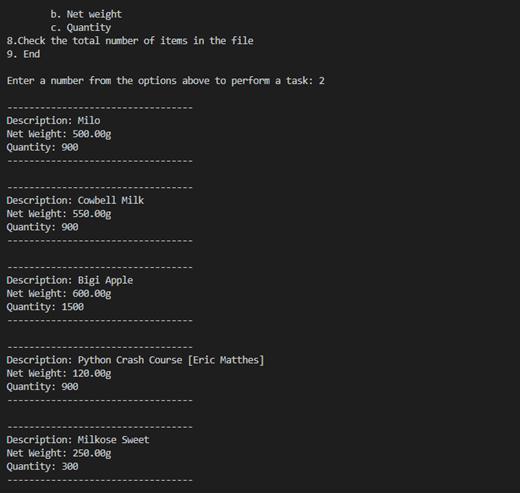 b. Net weight
c. Quantity
8.Check the total number of items in the file
9. End
Enter a number from the options above to perform a task: 2
----------------------------------
Description: Milo
Net Weight: 500.00g
Quantity: 900
----------------------------------
----------------------------------
Description: Cowbell Milk
Net Weight: 550.00g
Quantity: 900
----------------------------------
----------------------------------
Description: Bigi Apple
Net Weight: 600.00g
Quantity: 1500
----------------------------------
----------------------------------
Description: Python Crash Course [Eric Matthes]
Net Weight: 120.00g
Quantity: 900
----------------------------------
----------------------------------
Description: Milkose Sweet
Net Weight: 250.00g
Quantity: 300
----------------------------------